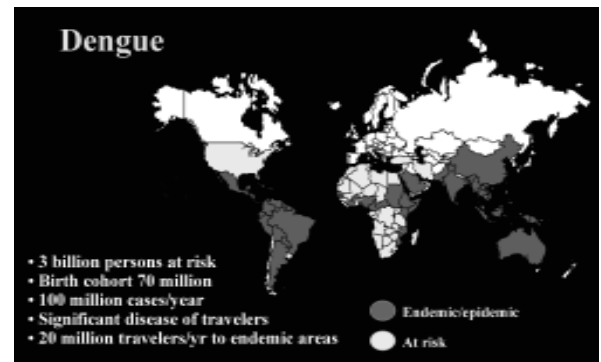 Dengue
• 3 billion persons at risk
• Birth cohort 70 million
• 100 million cases/year
• Significant disease of travelers
• 20 million travelers/yr to endemic areas
Endemic/epidemic
At risk